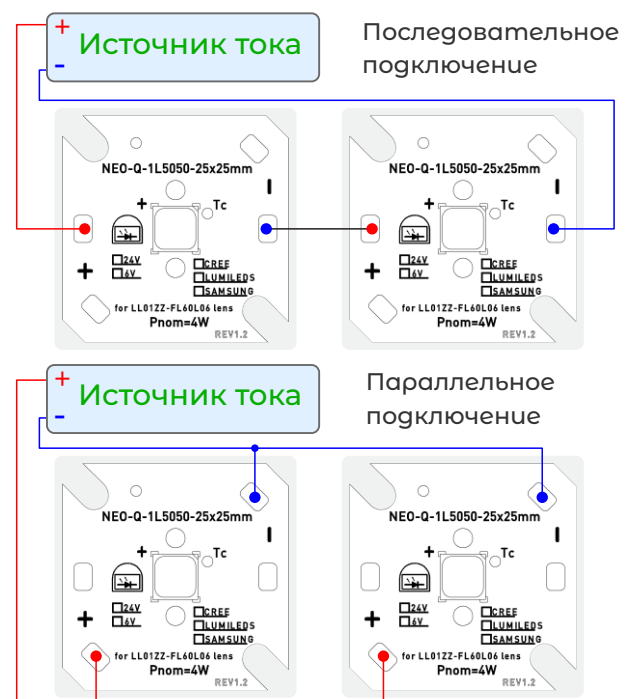 +
Источник тока
-
Последовательное
подключение
NEO-Q-1L5050-25x25mm
+
Tc
24V
6V
CREE
LUMILEDS
SAMSUNG
for LL01ZZ-FL60L06 lens
Pnom=4W
REV1.2
NEO-Q-1L5050-25x25mm
+
Tc
24V
6V
CREE
LUMILEDS
SAMSUNG
for LL01ZZ-FL60L06 lens
Pnom=4W
REV1.2
+
Источник тока
-
Параллельное
подключение
NEO-Q-1L5050-25x25mm
+
Tc
24V
6V
CREE
LUMILEDS
SAMSUNG
for LL01ZZ-FL60L06 lens
Pnom=4W
REV1.2
NEO-Q-1L5050-25x25mm
+
Tc
24V
6V
CREE
LUMILEDS
SAMSUNG
for LL01ZZ-FL60L06 lens
Pnom=4W
REV1.2